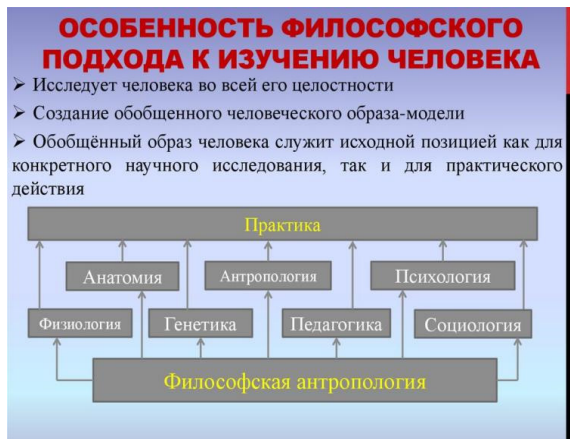 ОСОБЕННОСТЬ ФИЛОСОФСКОГО
ПОДХОДА К ИЗУЧЕНИЮ ЧЕЛОВЕКА
➢ Исследует человека во всей его целостности
➢ Создание обобщенного человеческого образа-модели
➢ Обобщённый образ человека служит исходной позицией как для
конкретного научного исследования, так и для практического
действия
Практика
Анатомия Антропология Психология
Физиология Генетика Педагогика Социология
Философская антропология